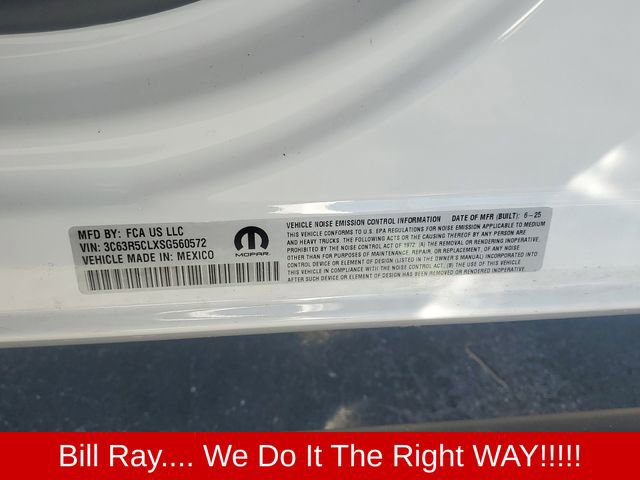 MFD BY: FCA US LLC
VIN: 3C63R5CLXSG560572
VEHICLE MADE IN: MEXICO
MOPAR
VEHICLE NOISE EMISSION CONTROL INFORMATION DATE OF MFR (BUILT): 6-25
THIS VEHICLE CONFORMS TO U.S. EPA REGULATIONS FOR NOISE EMISSION APPLICABLE TO MEDIUM
AND HEAVY TRUCKS. THE FOLLOWING ACTS OR THE CAUSING THEREOF BY ANY PERSON ARE
PROHIBITED BY THE NOISE CONTROL ACT OF 1972: (A) THE REMOVAL OR RENDERING INOPERATIVE,
OTHER THAN FOR PURPOSES OF MAINTENANCE, REPAIR, OR REPLACEMENT, OF ANY NOISE
CONTROL DEVICE OR ELEMENT OF DESIGN (LISTED IN THE OWNER'S MANUAL) INCORPORATED INTO
THIS VEHICLE IN COMPLIANCE WITH THE NOISE CONTROL ACT; (B) THE USE OF THIS VEHICLE
AFTER SUCH DEVICE OR ELEMENT OF DESIGN HAS BEEN REMOVED OR RENDERED INOPERATIVE.
Bill Ray.... We Do It The Right WAY!!!!!